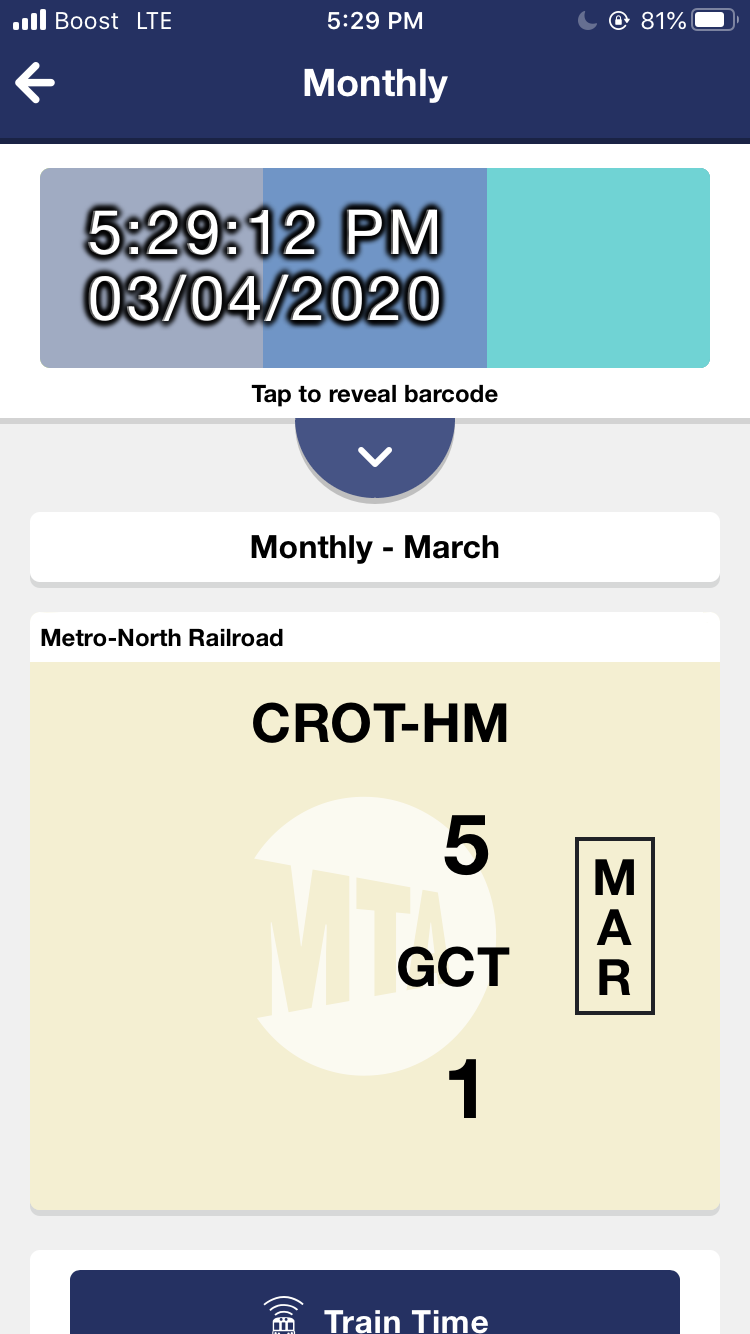 Boost LTE 5:29 PM 81%
Monthly
5:29:12 PM
03/04/2020
Tap to reveal barcode
Monthly - March
Metro-North Railroad
CROT-HM
5
GCT
1
M
A
R
MTA
Train Time